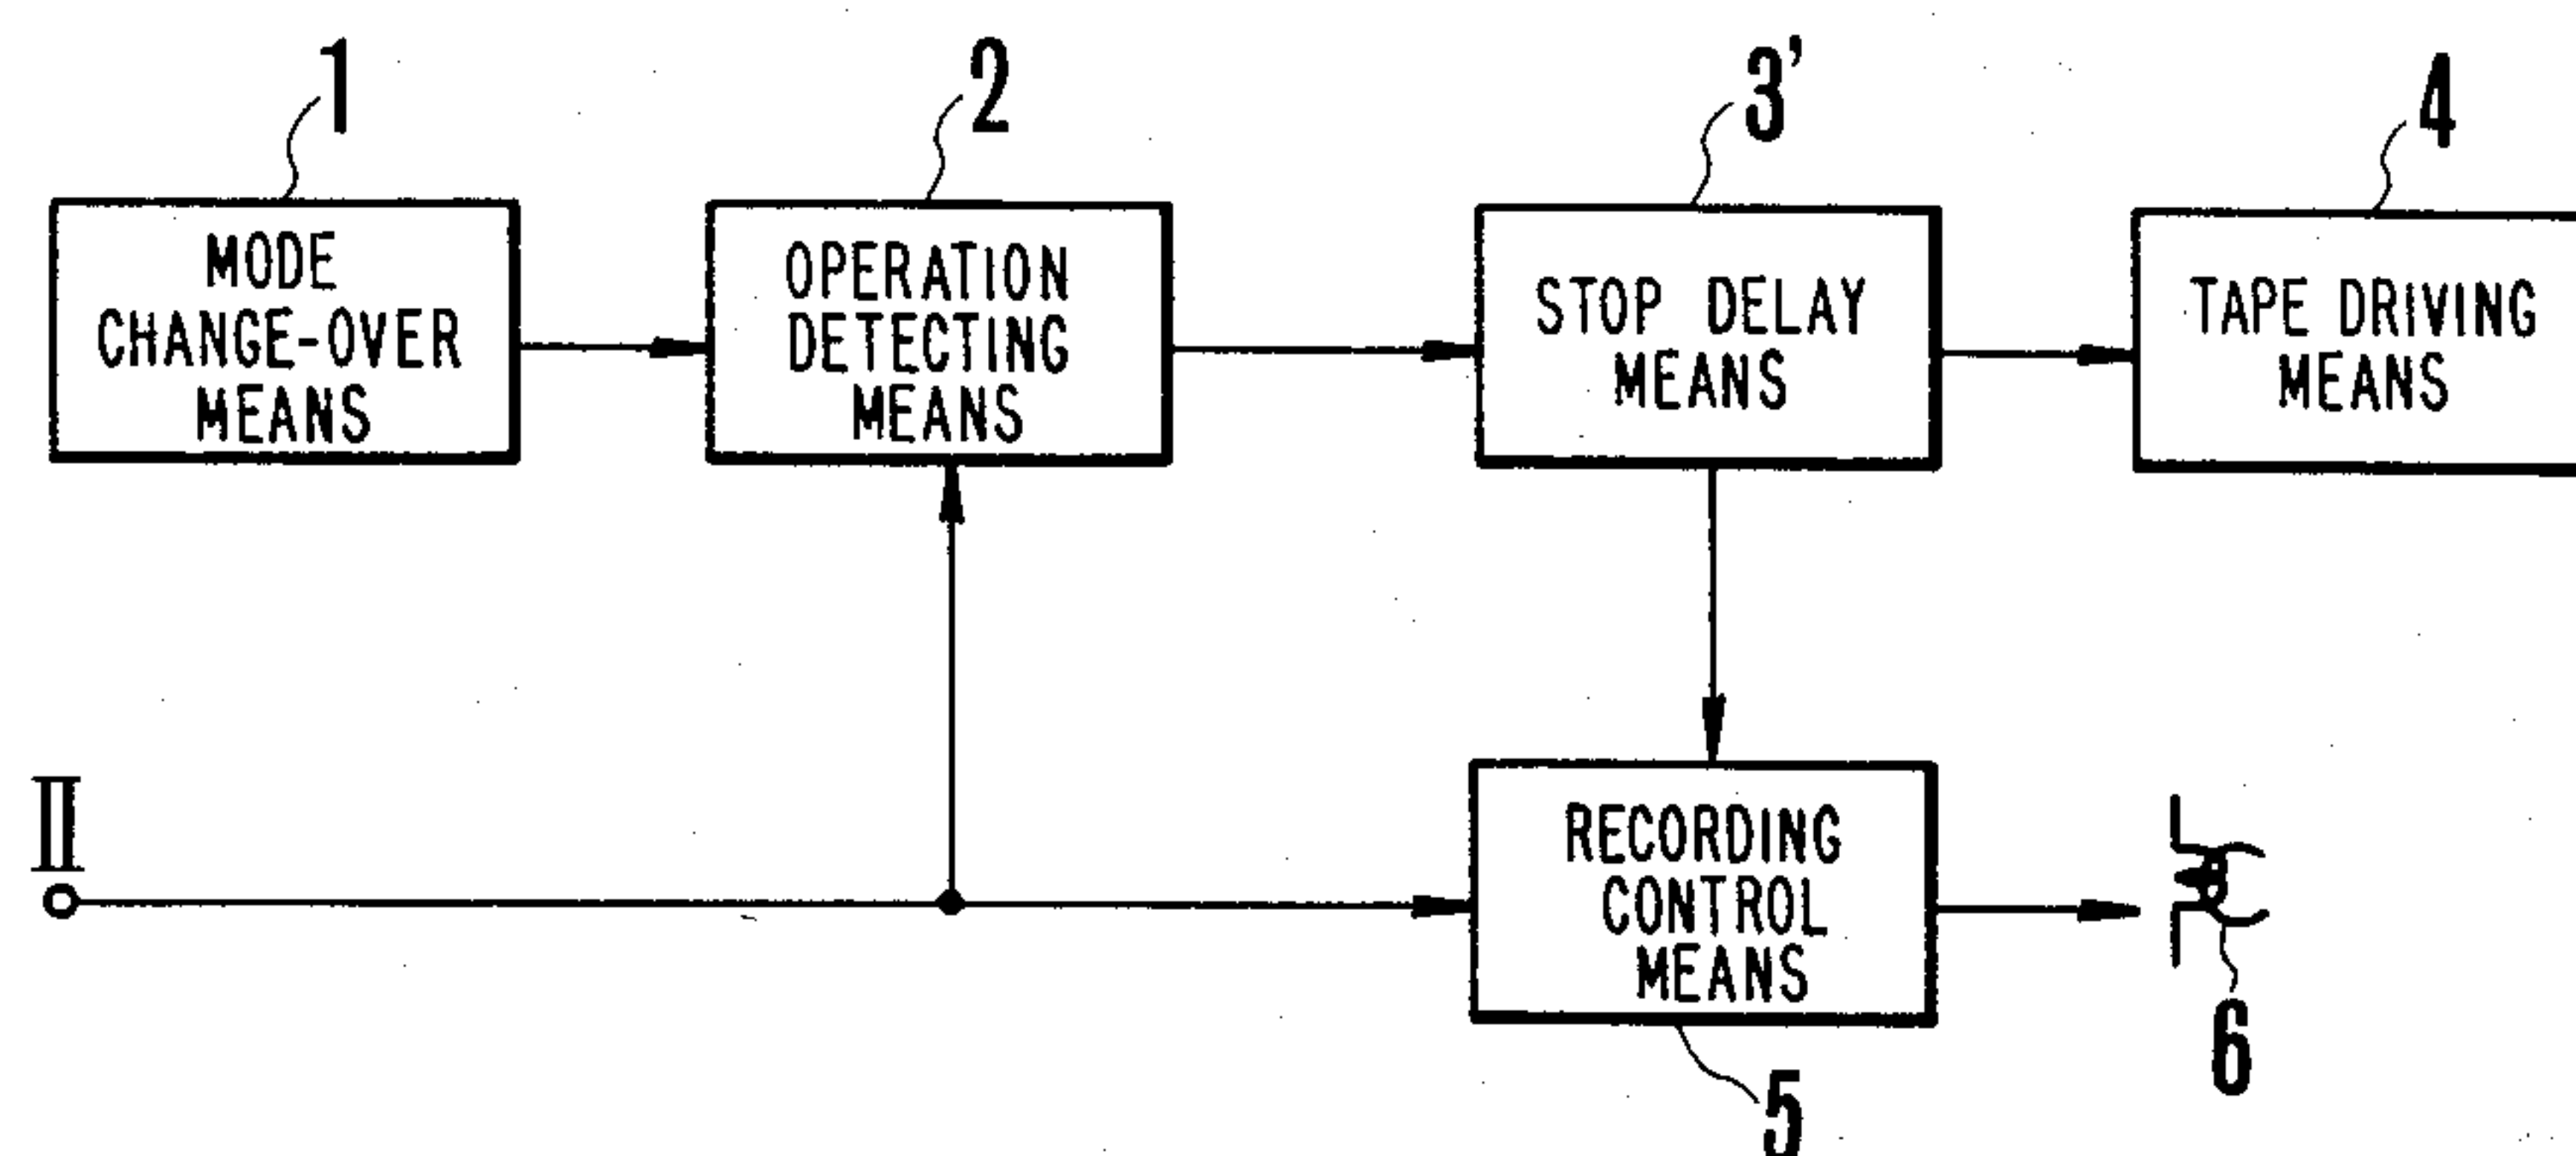 1
2
3'
4
MODE
CHANGE-OVER
MEANS
OPERATION
DETECTING
MEANS
STOP DELAY
MEANS
TAPE DRIVING
MEANS
II
RECORDING
CONTROL
MEANS
5
6